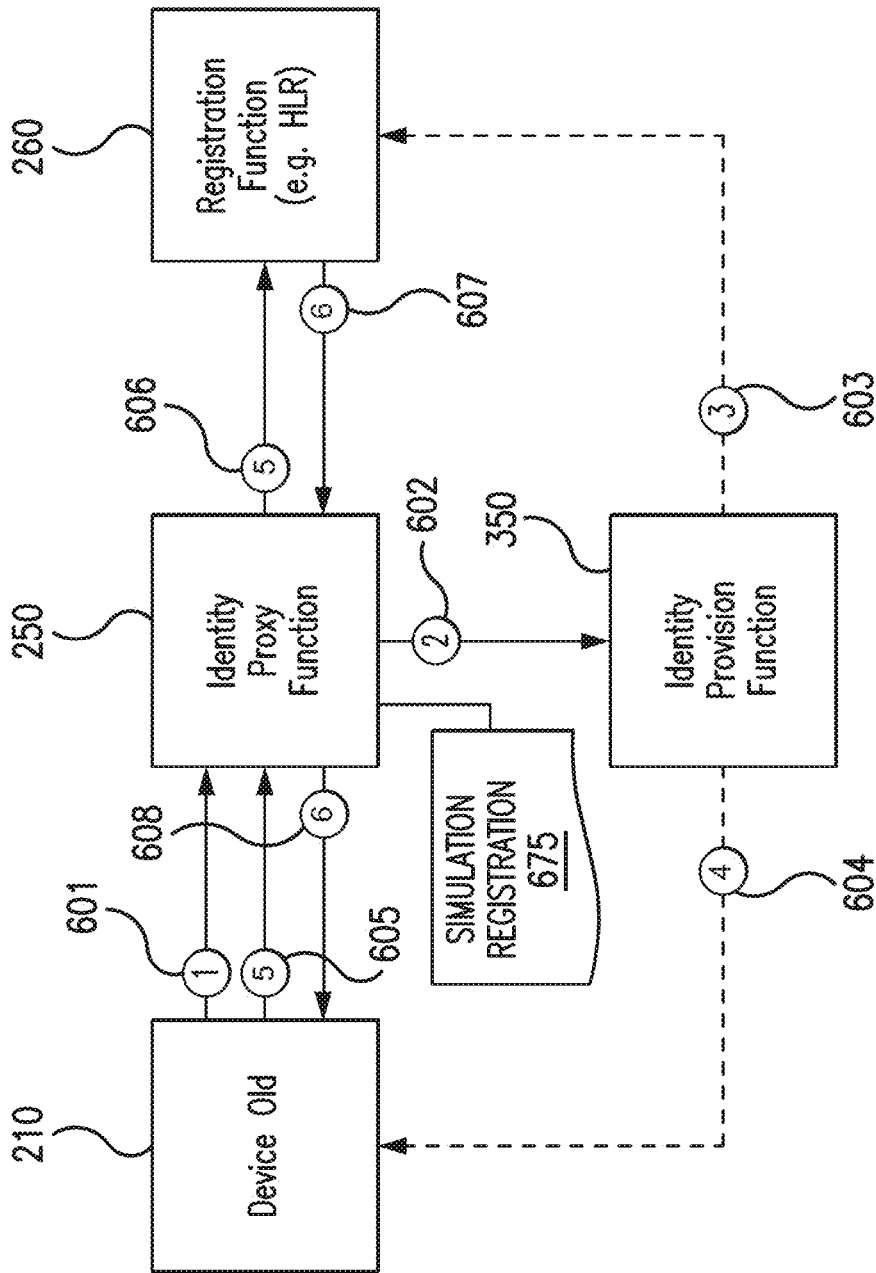 210
Device Old
601
1
5
605
608
6
250
Identity
Proxy
Function
SIMULATION
REGISTRATION
675
602
2
606
5
6
607
260
Registration
Function
(e.g. HLR)
350
Identity
Provision
Function
4
604
3
603